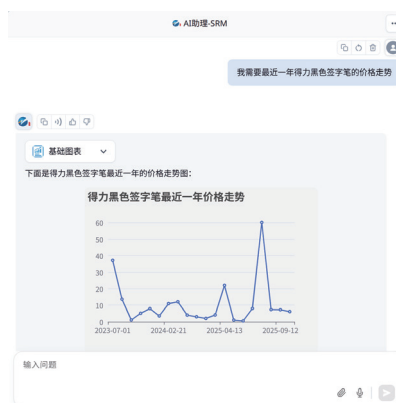 AI助理-SRM
我需要最近一年得力黑色签字笔的价格走势
基础图表
下面是得力黑色签字笔最近一年的价格走势图:
得力黑色签字笔最近一年价格走势
60
50
40
30
20
10
0
2023-07-01 2024-02-21 2025-04-13 2025-09-12
输入问题